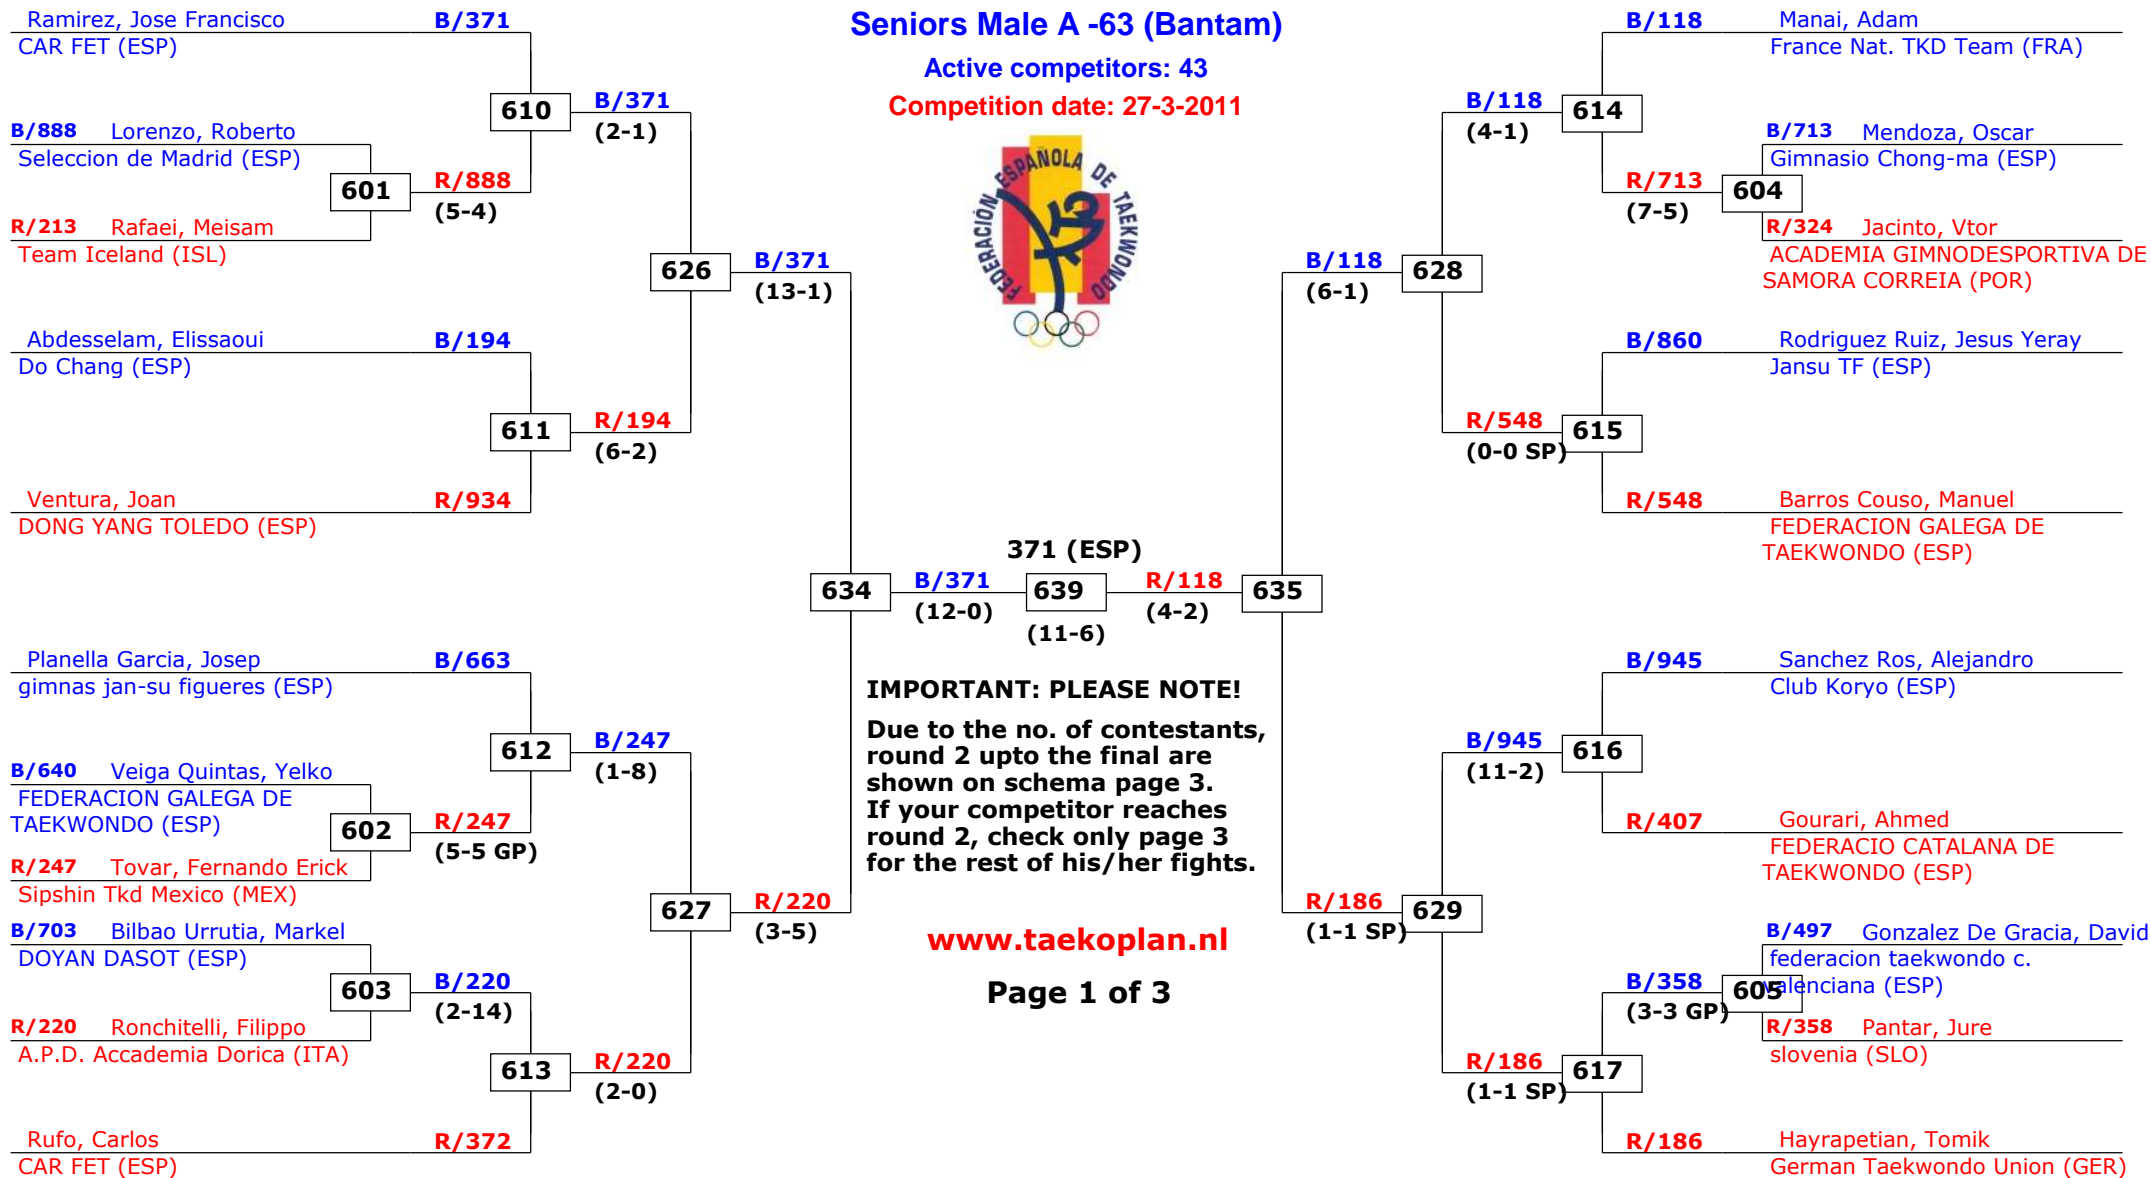 Seniors Male A -63 (Bantam)
Active competitors: 43
Competition date: 27-3-2011
FEDERACIÓN ESPAÑOLA DE TAEKWONDO
Ramirez, Jose Francisco B/371
CAR FET (ESP)
610 B/371
(2-1)
B/888 Lorenzo, Roberto
Seleccion de Madrid (ESP)
601 R/888
(5-4)
R/213 Rafaei, Meisam
Team Iceland (ISL)
626 B/371
(13-1)
Abdesselam, Elissaoui B/194
Do Chang (ESP)
611 R/194
(6-2)
Ventura, Joan R/934
DONG YANG TOLEDO (ESP)
634 B/371
(12-0)
Planella Garcia, Josep B/663
gimnas jan-su figueres (ESP)
612 B/247
(1-8)
B/640 Veiga Quintas, Yelko
FEDERACION GALEGA DE
TAEKWONDO (ESP)
602 R/247
(5-5 GP)
R/247 Tovar, Fernando Erick
Sipshin Tkd Mexico (MEX)
627 R/220
(3-5)
B/703 Bilbao Urrutia, Markel
DOYAN DASOT (ESP)
603 B/220
(2-14)
R/220 Ronchitelli, Filippo
A.P.D. Accademia Dorica (ITA)
613 R/220
(2-0)
Rufo, Carlos R/372
CAR FET (ESP)
371 (ESP)
639
(11-6)
IMPORTANT: PLEASE NOTE!
Due to the no. of contestants,
round 2 upto the final are
shown on schema page 3.
If your competitor reaches
round 2, check only page 3
for the rest of his/her fights.
www.taekoplan.nl
Page 1 of 3
B/118 Manai, Adam
France Nat. TKD Team (FRA)
B/118 614
(4-1)
B/713 Mendoza, Oscar
Gimnasio Chong-ma (ESP)
R/713 604
(7-5)
R/324 Jacinto, Vtor
ACADEMIA GIMNODESPORTIVA DE
SAMORA CORREIA (POR)
B/118 628
(6-1)
B/860 Rodriguez Ruiz, Jesus Yeray
Jansu TF (ESP)
R/548 615
(0-0 SP)
R/548 Barros Couso, Manuel
FEDERACION GALEGA DE
TAEKWONDO (ESP)
R/118 635
(4-2)
B/945 Sanchez Ros, Alejandro
Club Koryo (ESP)
B/945 616
(11-2)
R/407 Gourari, Ahmed
FEDERACIO CATALANA DE
TAEKWONDO (ESP)
R/186 629
(1-1 SP)
B/497 Gonzalez De Gracia, David
federacion taekwondo c.
valenciana (ESP)
B/358 605
(3-3 GP)
R/358 Pantar, Jure
slovenia (SLO)
R/186 617
(1-1 SP)
R/186 Hayrapetian, Tomik
German Taekwondo Union (GER)